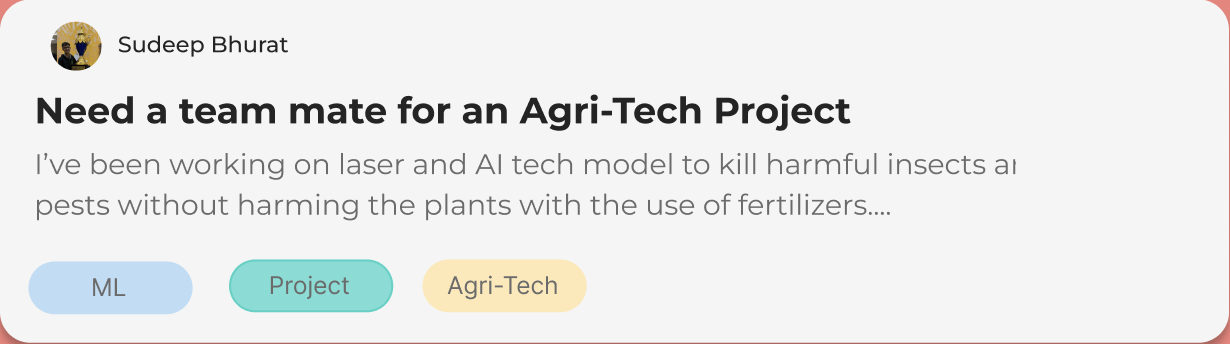 Sudeep Bhurat
Need a team mate for an Agri-Tech Project
I’ve been working on laser and AI tech model to kill harmful insects
pests without harming the plants with the use of fertilizers....
ML
Project
Agri-Tech